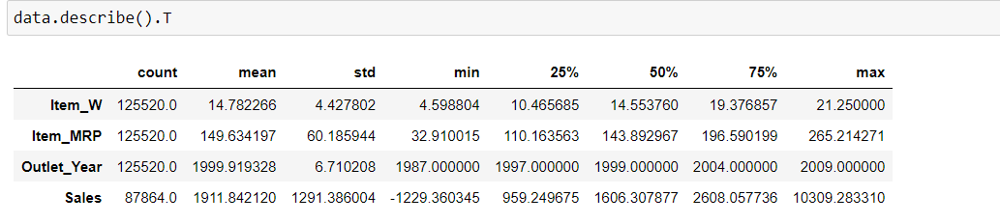 data.describe().T
count mean std min 25% 50% 75% max
Item_W 125520.0 14.782266 4.427802 4.598804 10.465685 14.553760 19.376857 21.250000
Item_MRP 125520.0 149.634197 60.185944 32.910015 110.163563 143.892967 196.590199 265.214271
Outlet_Year 125520.0 1999.919328 6.710208 1987.000000 1997.000000 1999.000000 2004.000000 2009.000000
Sales 87864.0 1911.842120 1291.386004 -1229.360345 959.249675 1606.307877 2608.057736 10309.283310